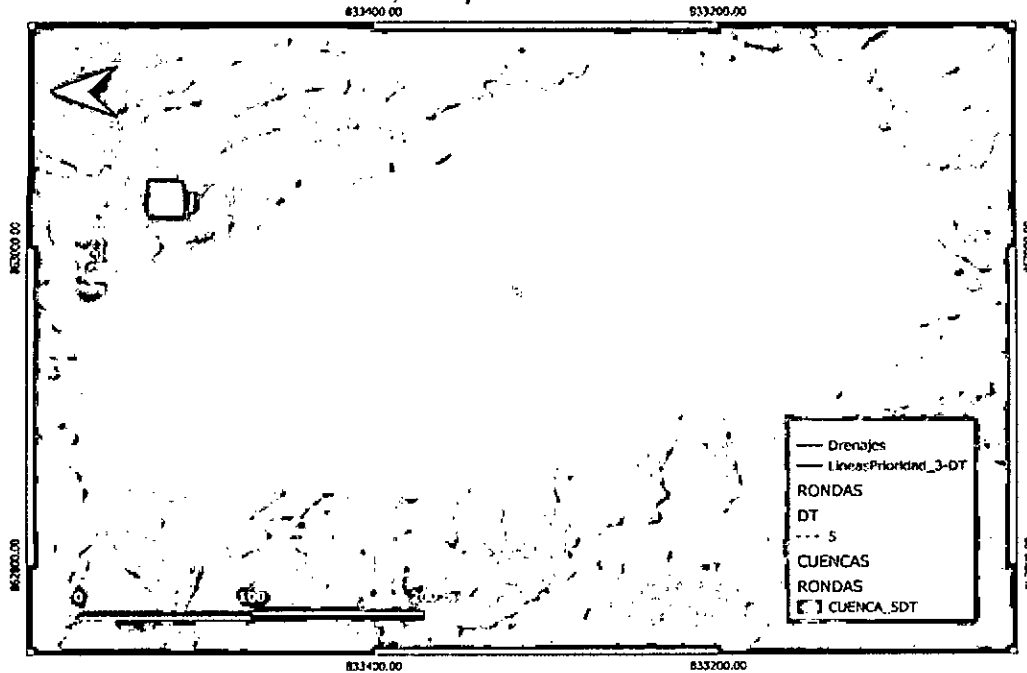 833400.00 833200.00
863000.00
862800.00
0 100
Drenajes
LineasPrioridad_3-DT
RONDAS
DT
5
CUENCAS
RONDAS
CUENCA_5DT
833400.00 833200.00